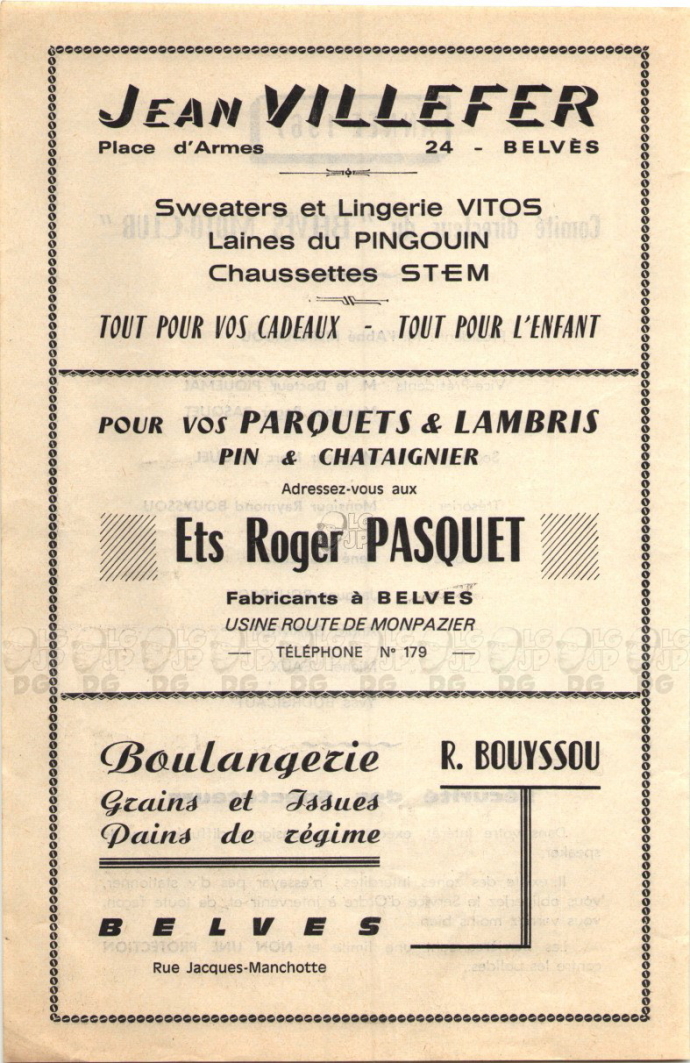 JEAN VILLEFER
Place d'Armes 24 - BELVÈS
Sweaters et Lingerie VITOS
Laines du PINGOUIN
Chaussettes STEM
TOUT POUR VOS CADEAUX - TOUT POUR L'ENFANT
POUR VOS PARQUETS & LAMBRIS
PIN & CHATAIGNIER
Adressez-vous aux
Ets Roger PASQUET
Fabricants à BELVES
USINE ROUTE DE MONPAZIER
— TÉLÉPHONE N° 179 —
Boulangerie R. BOUYSSOU
Grains et Issues
Pains de régime
BELVES
Rue Jacques-Manchotte